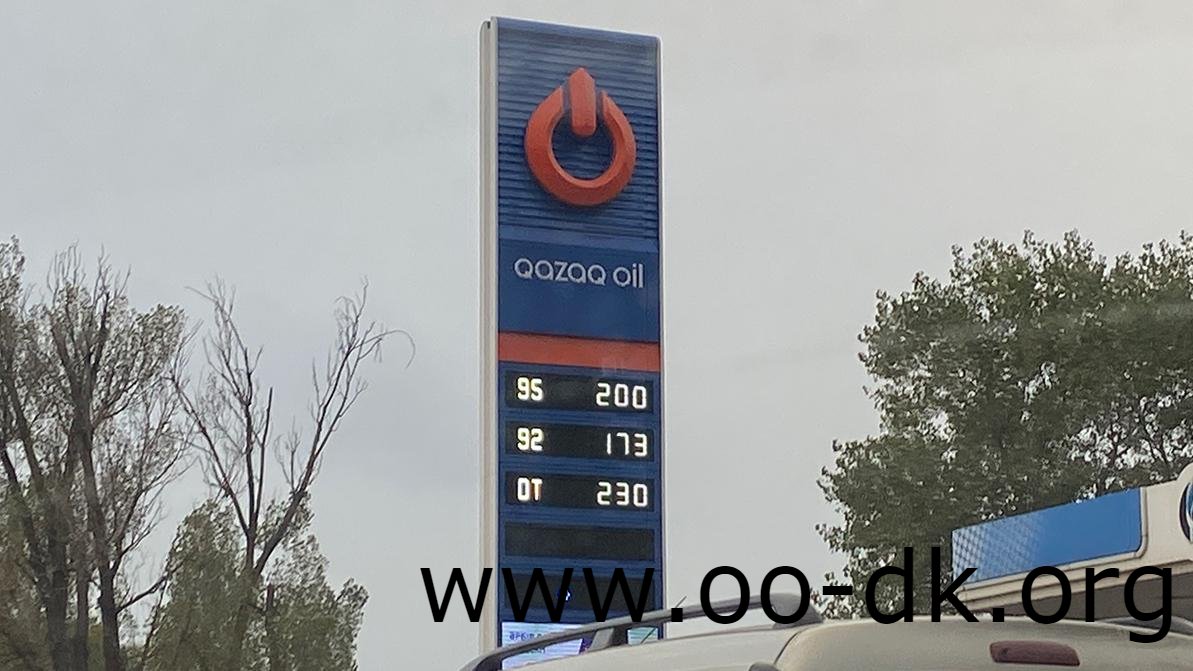 qazaq oil
95 200
92 173
DT 230
www.oo-dk.org